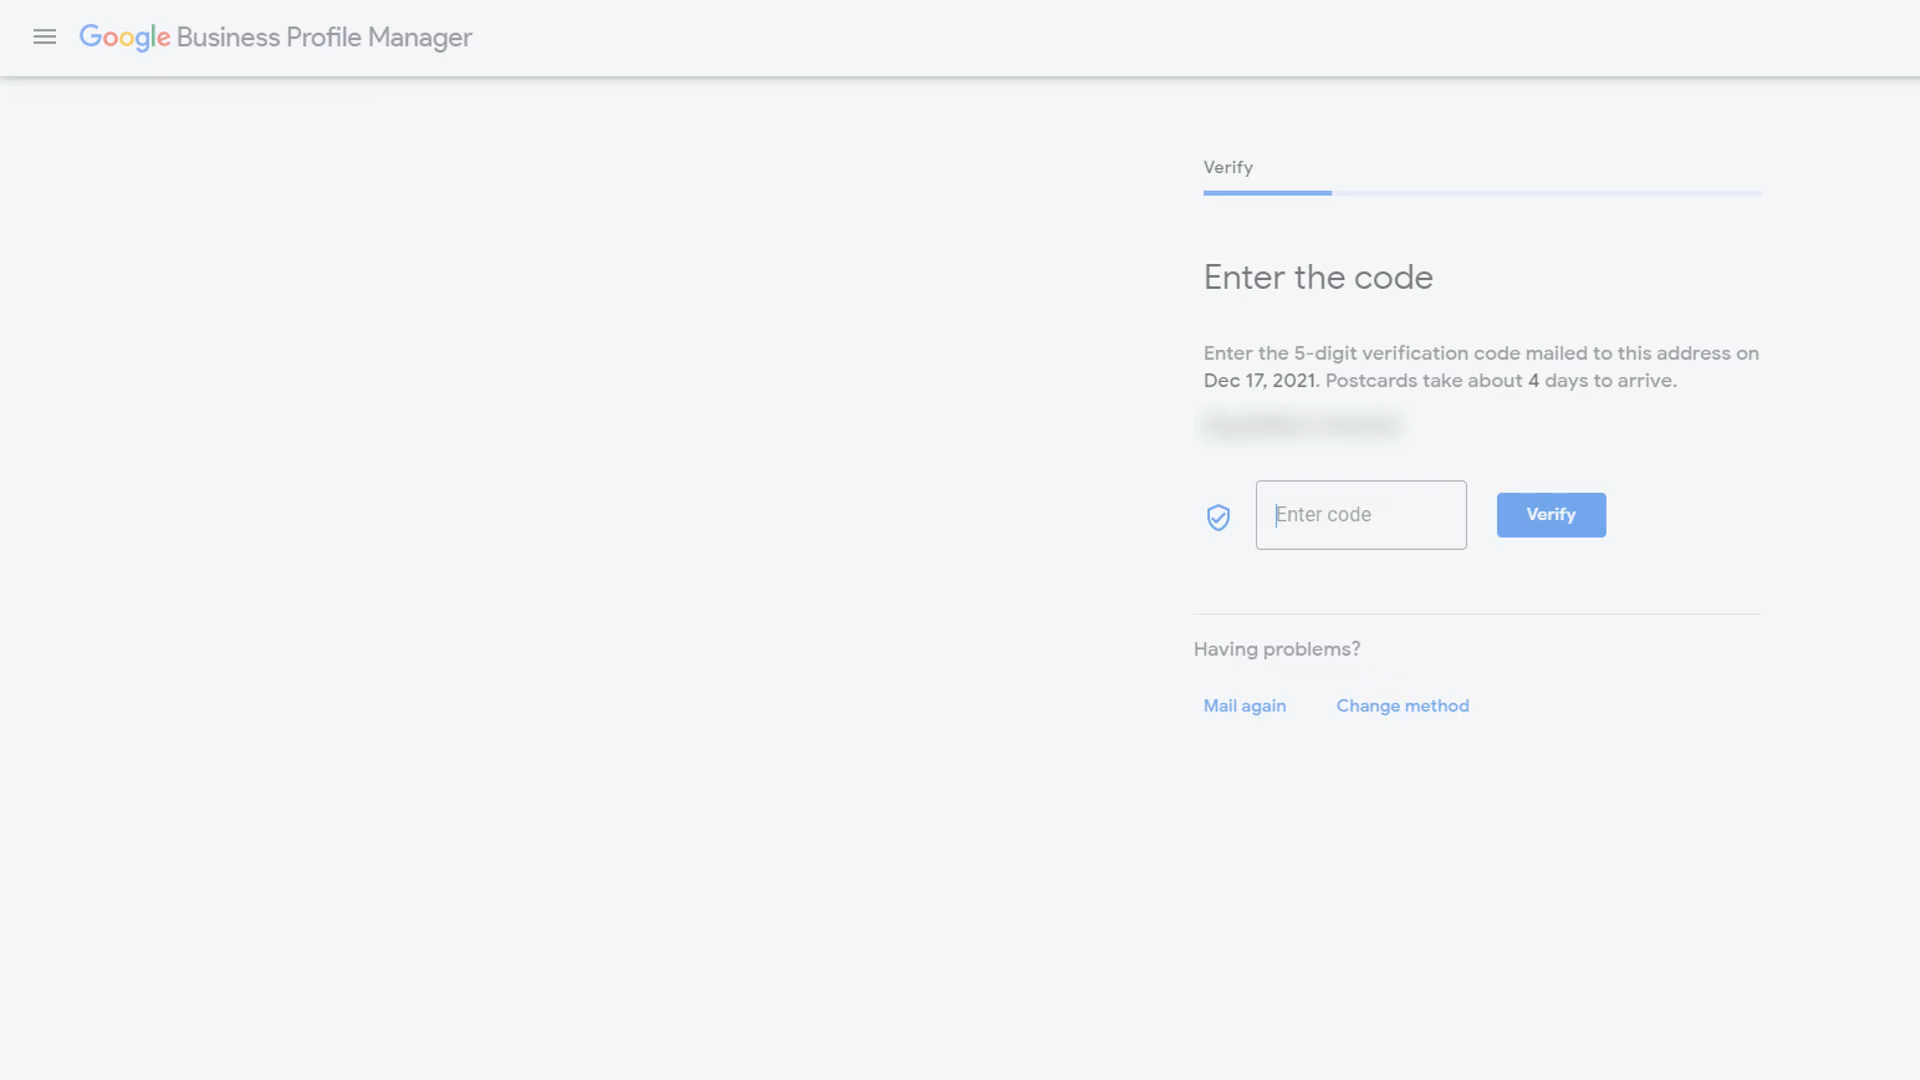 Google Business Profile Manager
Verify
Enter the code
Enter the 5-digit verification code mailed to this address on
Dec 17, 2021. Postcards take about 4 days to arrive.
Enter code
Verify
Having problems?
Mail again
Change method